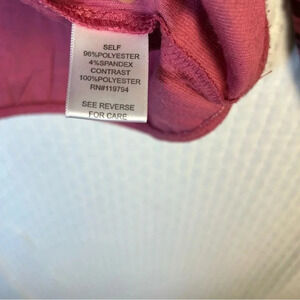 SELF
96%POLYESTER
4%SPANDEX
CONTRAST
100%POLYESTER
RN#119794
SEE REVERSE
FOR CARE